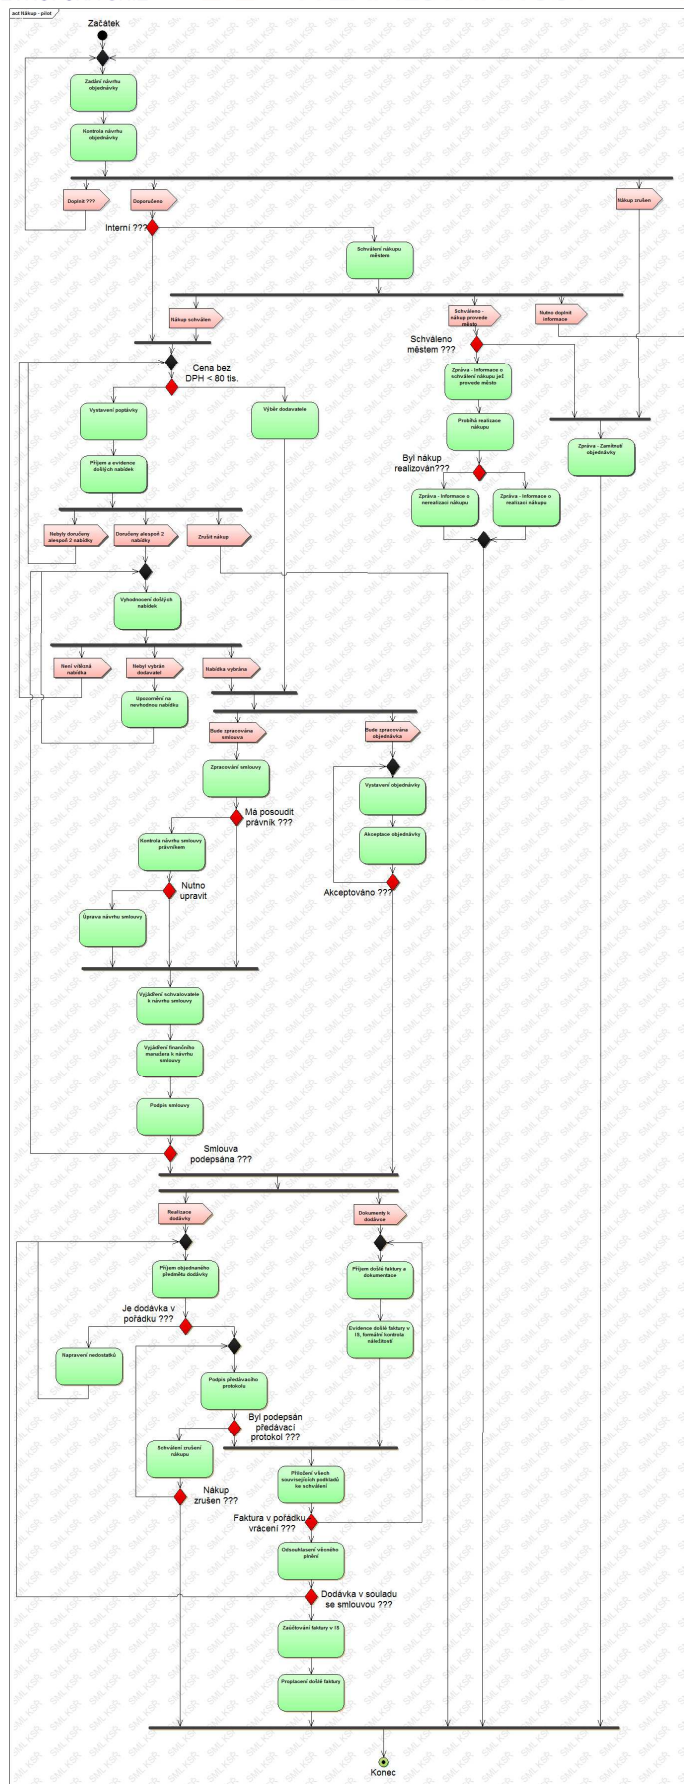 act Nákup - pilot
Začátek
Zadání návrhu
objednávky
Kontrola návrhu
objednávky
Doplnit ???
Doporučeno
Nákup zrušen
Interní ???
Schválení nákupu
městem
Nákup schválen
Schváleno -
nákup provede
město
Nutno doplnit
informace
Schváleno
městem ???
Cena bez
DPH < 80 tis.
Zpráva - Informace o
schválení nákupu jež
provede město
Vystavení poptávky
Výběr dodavatele
Probíhá realizace
nákupu
Zpráva - Zamítnutí
objednávky
Příjem a evidence
došlých nabídek
Byl nákup
realizován???
Zpráva - Informace o
nerealizaci nákupu
Zpráva - Informace o
realizaci nákupu
Nebyly doručeny
alespoň 2 nabídky
Doručeny alespoň 2
nabídky
Zrušit nákup
Vyhodnocení došlých
nabídek
Není vítězná
nabídka
Nebyl vybrán
dodavatel
Nabídka vybrána
Upozornění na
nevhodnou nabídku
Bude zpracována
smlouva
Bude zpracována
objednávka
Zpracování smlouvy
Vystavení objednávky
Má posoudit
právník ???
Kontrola návrhu smlouvy
právníkem
Akceptace objednávky
Nutno
upravit
Akceptováno ???
Úprava návrhu smlouvy
Vyjádření schvalovatele
k návrhu smlouvy
Vyjádření finančního
manažera k návrhu
smlouvy
Podpis smlouvy
Smlouva
podepsána ???
Realizace
dodávky
Dokumenty k
dodávce
Příjem objednaného
předmětu dodávky
Příjem došlé faktury a
dokumentace
Je dodávka v
pořádku ???
Evidence došlé faktury v
IS, formální kontrola
náležitostí
Napravení nedostatků
Podpis předávacího
protokolu
Byl podepsán
předávací
protokol ???
Schválení zrušení
nákupu
Přiložení všech
souvisejících podkladů
ke schválení
Nákup
zrušen ???
Faktura v pořádku
vrácení ???
Odsouhlasení věcného
plnění
Dodávka v souladu
se smlouvou ???
Zaúčtování faktury v IS
Proplacení došlé faktury
Konec